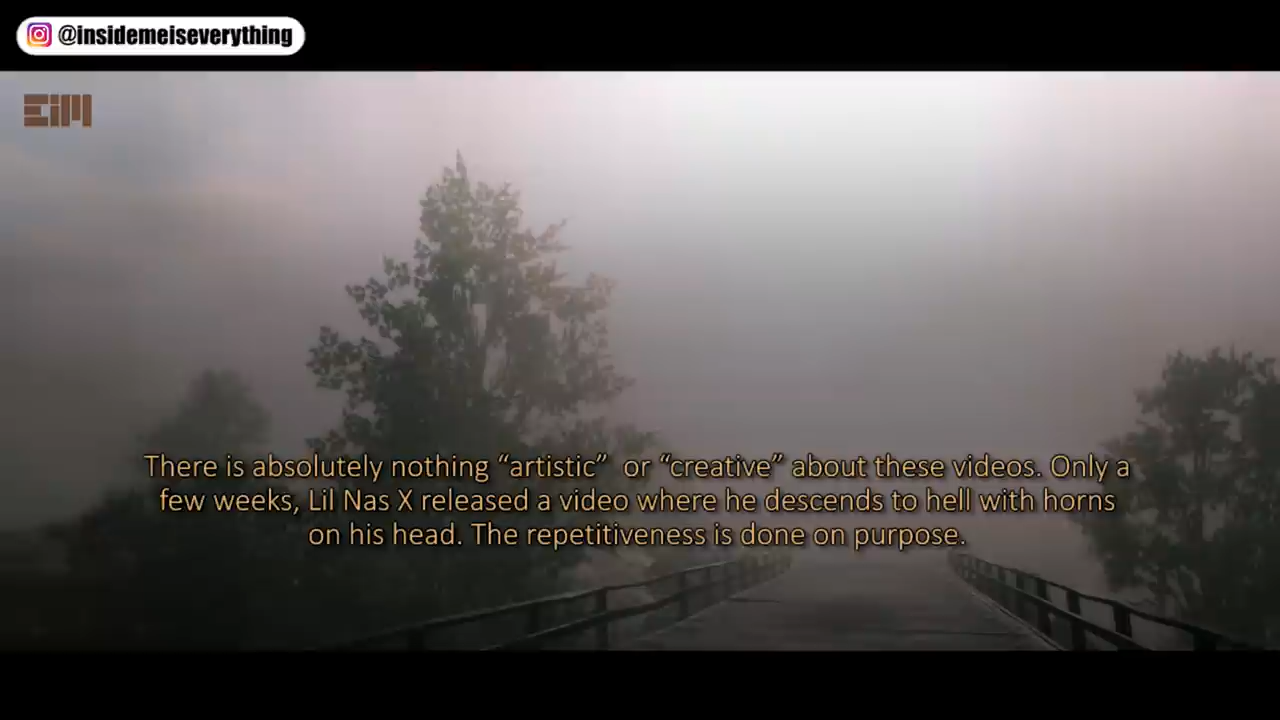 @insidemeiseverything
EiM
There is absolutely nothing “artistic”  or “creative” about these videos. Only a
few weeks, Lil Nas X released a video where he descends to hell with horns
on his head. The repetitiveness is done on purpose.